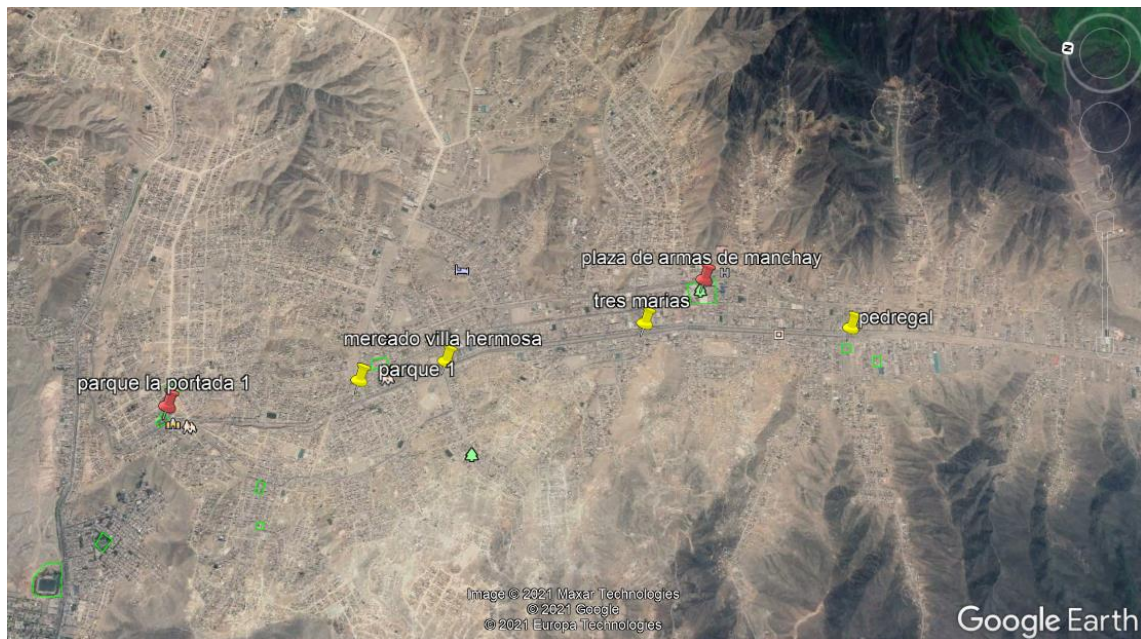 N
plaza de armas de manchay
H
tres marias
pedregal
mercado villa hermosa
parque 1
parque la portada 1
Image © 2021 Maxar Technologies
© 2021 Google
© 2021 Europa Technologies
Google Earth